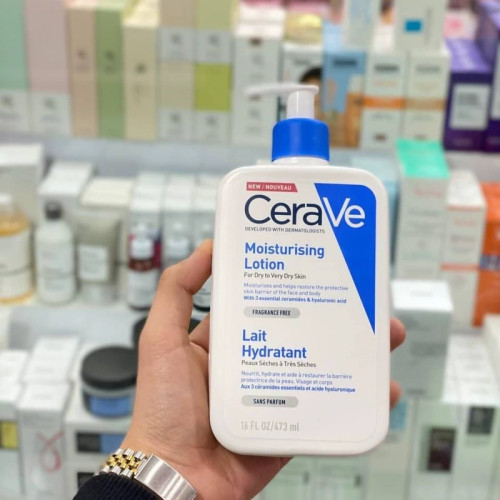 NEW / NOUVEAU
CeraVe
DEVELOPED WITH DERMATOLOGISTS
Moisturising
Lotion
For Dry to Very Dry Skin
Moisturises and helps restore the protective
skin barrier of the face and body
With 3 essential ceramides & hyaluronic acid
FRAGRANCE FREE
Lait
Hydratant
Peaux Sèches à Très Sèches
Nourrit, hydrate et aide à restaurer la barrière
protectrice de la peau. Visage et corps
Aux 3 céramides essentiels et acide hyaluronique
SANS PARFUM
16 FL OZ/473 ml